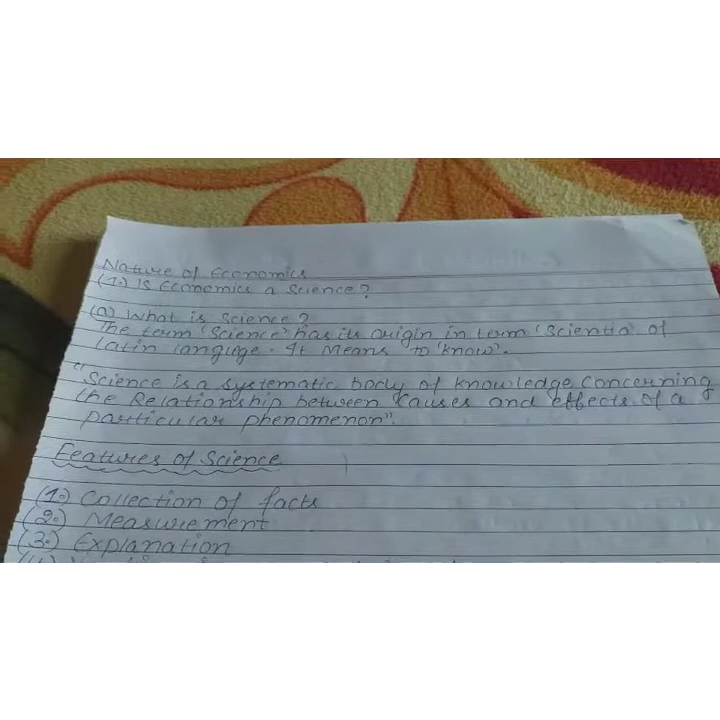 Nature of Economics
(1.) Is Economics a Science?
(a) What is Science?
The term 'Science' has its origin in term 'Scientia' of
Latin languge. It Means to 'know'.
"Science is a systematic body of knowledge concerning
the Relationship between causes and effects of a
particular phenomenon".
Features of Science
(1.) Collection of facts
(2.) Measurement
(3.) Explanation
(4.)